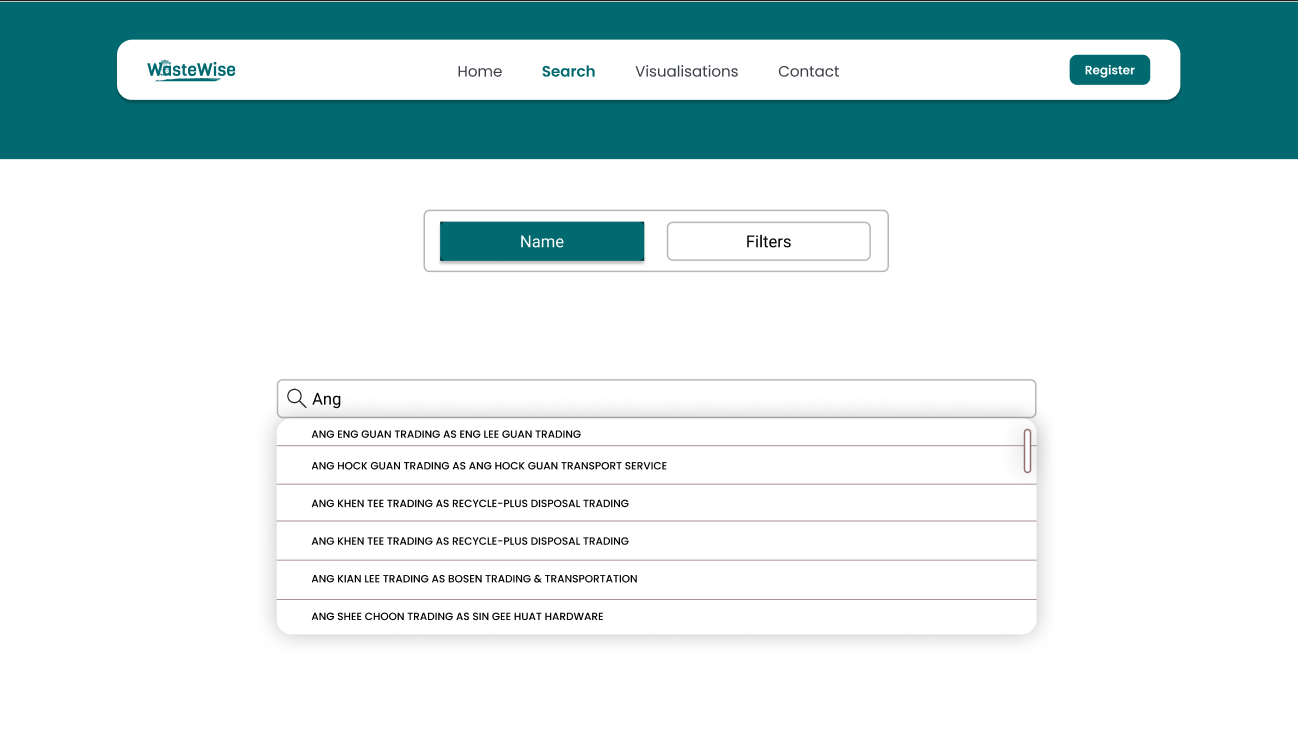 WasteWise
Home Search Visualisations Contact Register
Name Filters
Ang
ANG ENG GUAN TRADING AS ENG LEE GUAN TRADING
ANG HOCK GUAN TRADING AS ANG HOCK GUAN TRANSPORT SERVICE
ANG KHEN TEE TRADING AS RECYCLE-PLUS DISPOSAL TRADING
ANG KHEN TEE TRADING AS RECYCLE-PLUS DISPOSAL TRADING
ANG KIAN LEE TRADING AS BOSEN TRADING & TRANSPORTATION
ANG SHEE CHOON TRADING AS SIN GEE HUAT HARDWARE